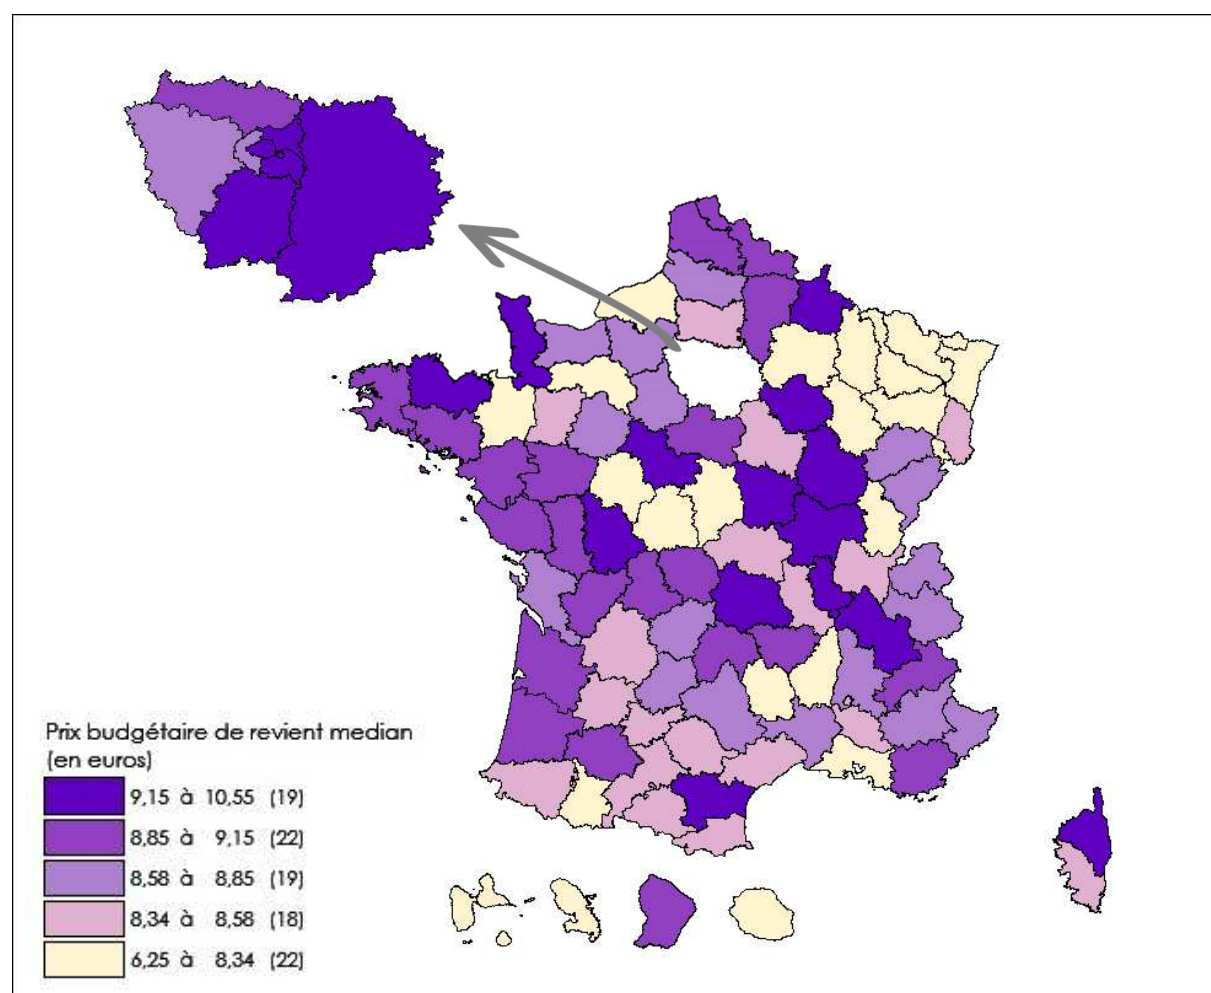 Prix budgétaire de revient median
(en euros)
9,15 à 10,55 (19)
8,85 à 9,15 (22)
8,58 à 8,85 (19)
8,34 à 8,58 (18)
6,25 à 8,34 (22)